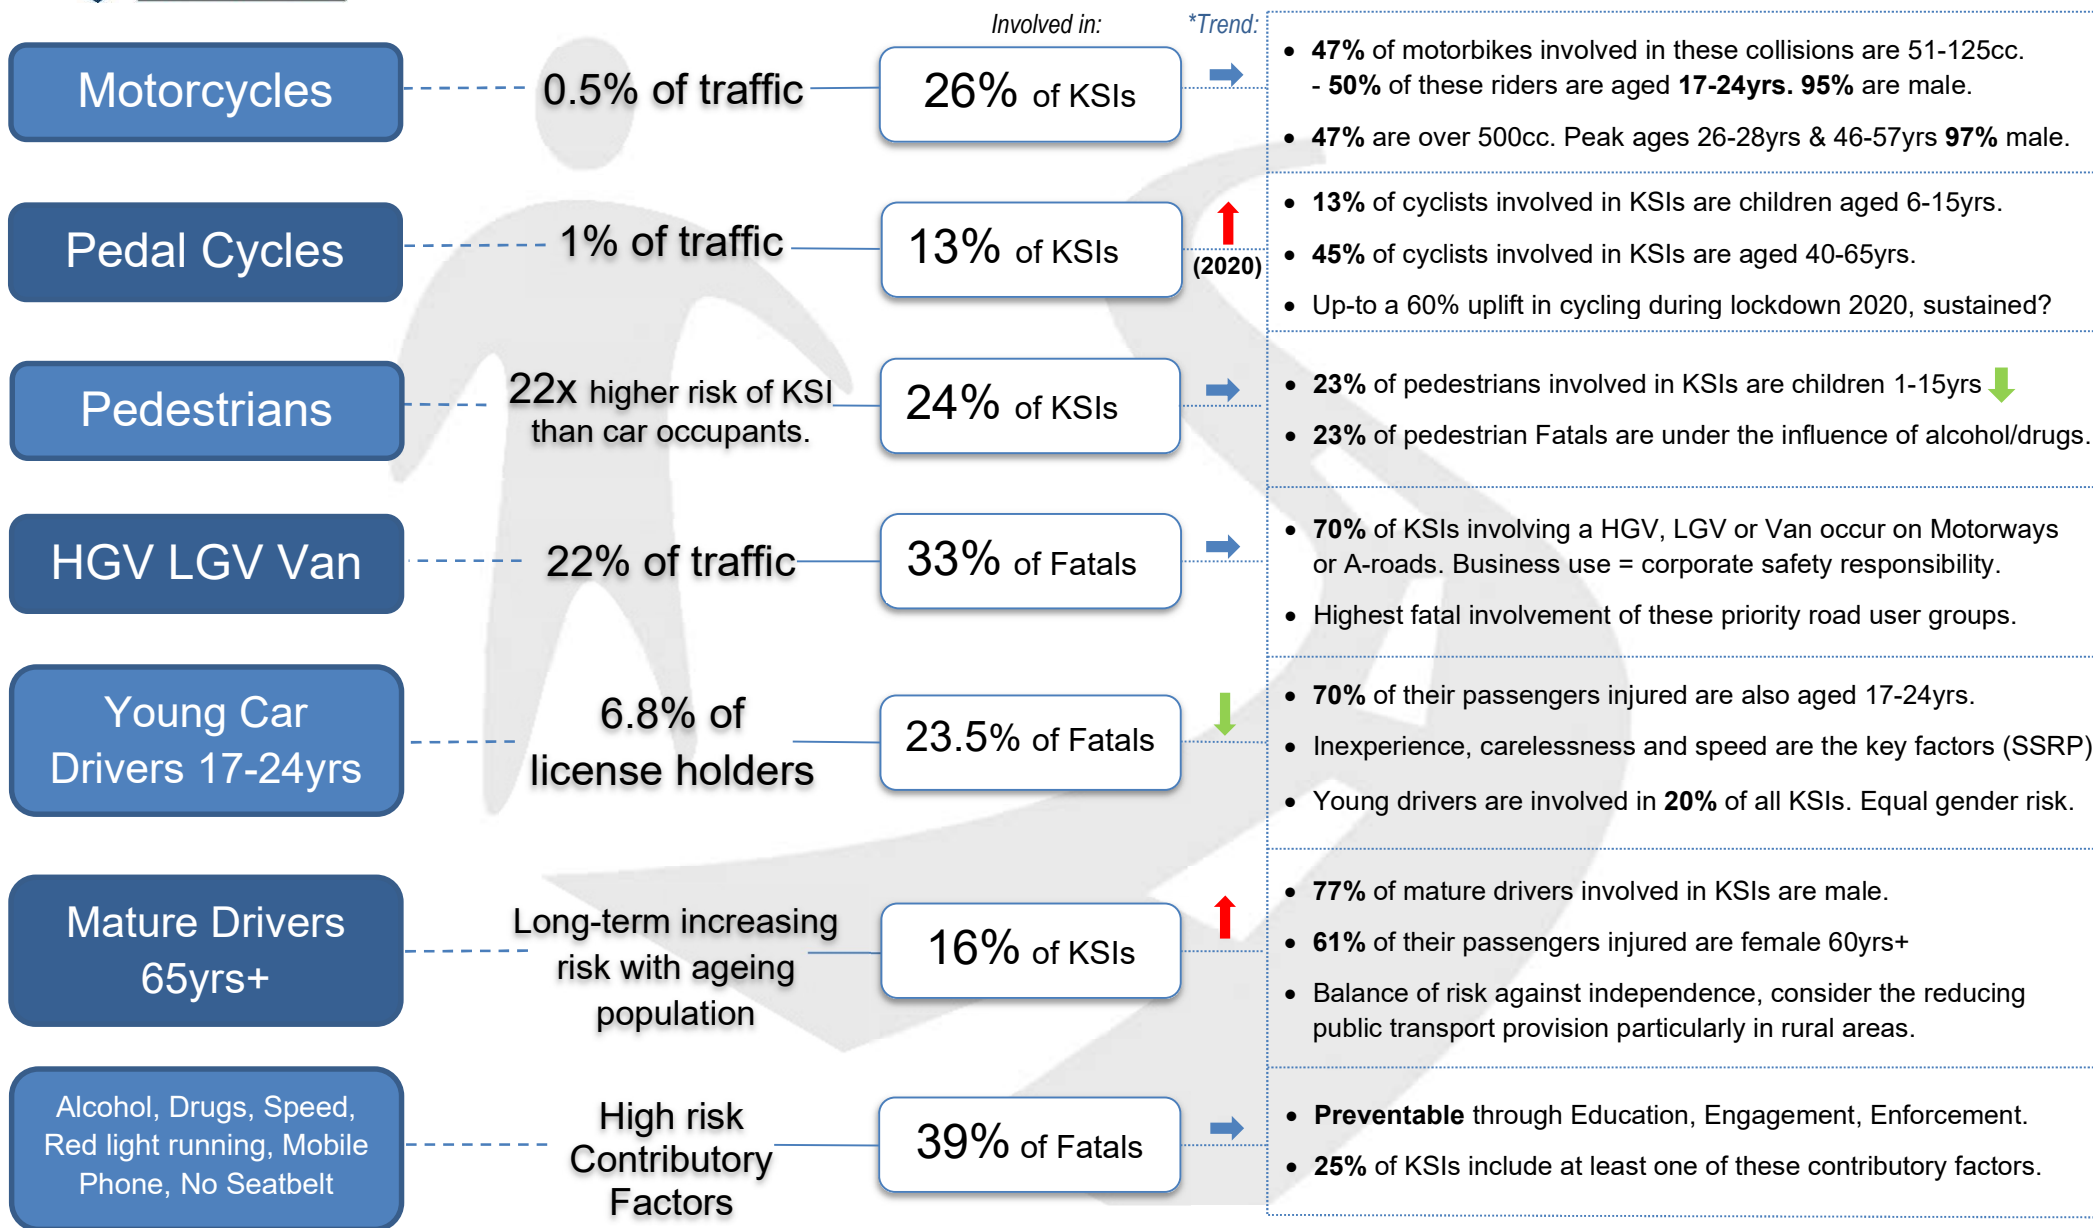 Involved in:
*Trend:
Motorcycles
0.5% of traffic
26% of KSIs
• 47% of motorbikes involved in these collisions are 51-125cc.
- 50% of these riders are aged 17-24yrs. 95% are male.
• 47% are over 500cc. Peak ages 26-28yrs & 46-57yrs 97% male.
Pedal Cycles
1% of traffic
13% of KSIs
(2020)
• 13% of cyclists involved in KSIs are children aged 6-15yrs.
• 45% of cyclists involved in KSIs are aged 40-65yrs.
• Up-to a 60% uplift in cycling during lockdown 2020, sustained?
Pedestrians
22x higher risk of KSI
than car occupants.
24% of KSIs
• 23% of pedestrians involved in KSIs are children 1-15yrs
• 23% of pedestrian Fatals are under the influence of alcohol/drugs.
HGV LGV Van
22% of traffic
33% of Fatals
• 70% of KSIs involving a HGV, LGV or Van occur on Motorways
or A-roads. Business use = corporate safety responsibility.
• Highest fatal involvement of these priority road user groups.
Young Car
Drivers 17-24yrs
6.8% of
license holders
23.5% of Fatals
• 70% of their passengers injured are also aged 17-24yrs.
• Inexperience, carelessness and speed are the key factors (SSRP)
• Young drivers are involved in 20% of all KSIs. Equal gender risk.
Mature Drivers
65yrs+
Long-term increasing
risk with ageing
population
16% of KSIs
• 77% of mature drivers involved in KSIs are male.
• 61% of their passengers injured are female 60yrs+
• Balance of risk against independence, consider the reducing
public transport provision particularly in rural areas.
Alcohol, Drugs, Speed,
Red light running, Mobile
Phone, No Seatbelt
High risk
Contributory
Factors
39% of Fatals
• Preventable through Education, Engagement, Enforcement.
• 25% of KSIs include at least one of these contributory factors.